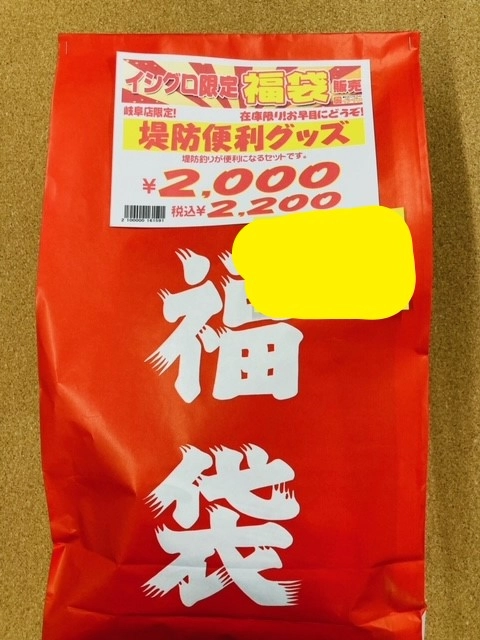 イシグロ限定 福袋 販売
岐阜店限定! 在庫限り!お早目にどうぞ!
堤防便利グッズ
堤防釣りが便利になるセットです。
¥2,000
税込¥2,200
福
袋